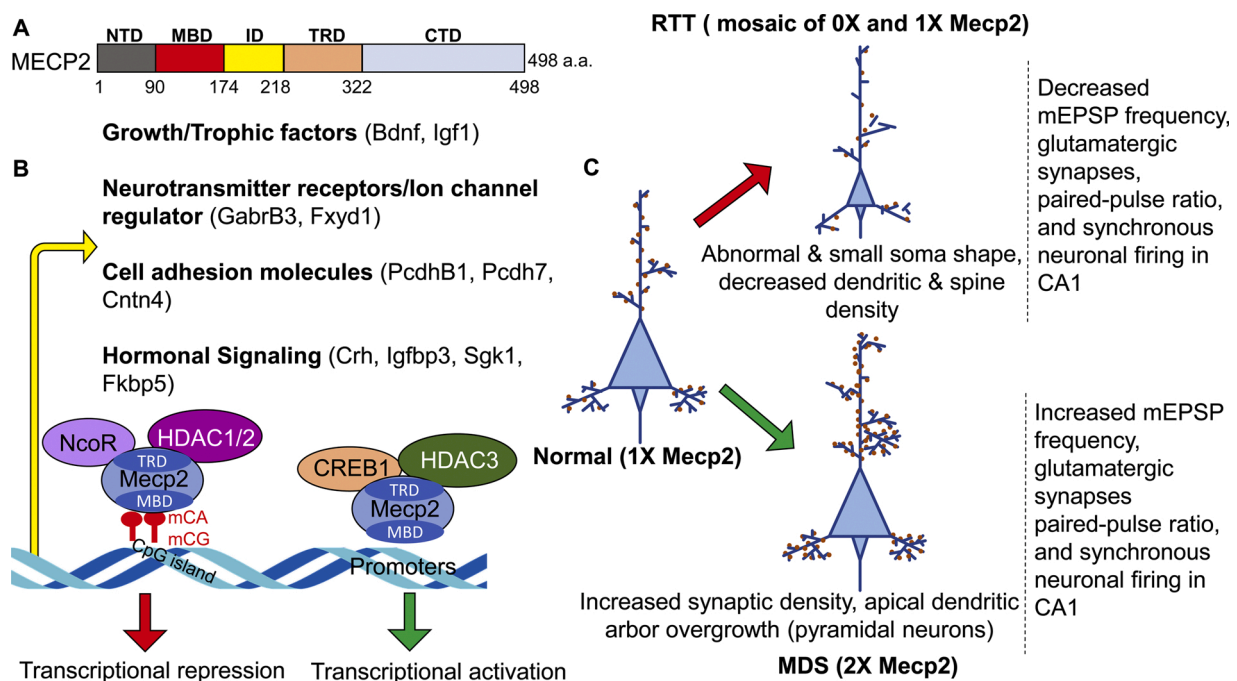 A
NTD MBD ID TRD CTD
MECP2
498 a.a.
1 90 174 218 322 498
Growth/Trophic factors (Bdnf, Igf1)
B
Neurotransmitter receptors/Ion channel
regulator (GabrB3, Fxyd1)
Cell adhesion molecules (PcdhB1, Pcdh7,
Cntn4)
Hormonal Signaling (Crh, Igfbp3, Sgk1,
Fkbp5)
NcoR
HDAC1/2
TRD
Mecp2
MBD
mCA
mCG
CpG island
CREB1
HDAC3
TRD
Mecp2
MBD
Promoters
Transcriptional repression
Transcriptional activation
C
RTT ( mosaic of 0X and 1X Mecp2)
Normal (1X Mecp2)
Abnormal & small soma shape,
decreased dendritic & spine
density
Decreased
mEPSP frequency,
glutamatergic
synapses,
paired-pulse ratio,
and synchronous
neuronal firing in
CA1
Increased synaptic density, apical dendritic
arbor overgrowth (pyramidal neurons)
MDS (2X Mecp2)
Increased mEPSP
frequency,
glutamatergic
synapses
paired-pulse ratio,
and synchronous
neuronal firing in
CA1